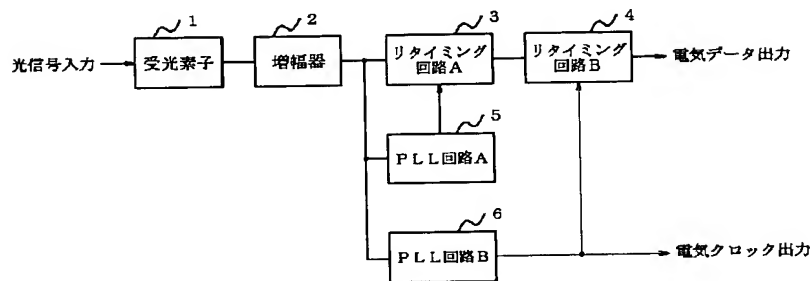 1
2
3
4
光信号入力
受光素子
増幅器
リタイミング
回路A
リタイミング
回路B
電気データ出力
5
PLL回路A
6
PLL回路B
電気クロック出力